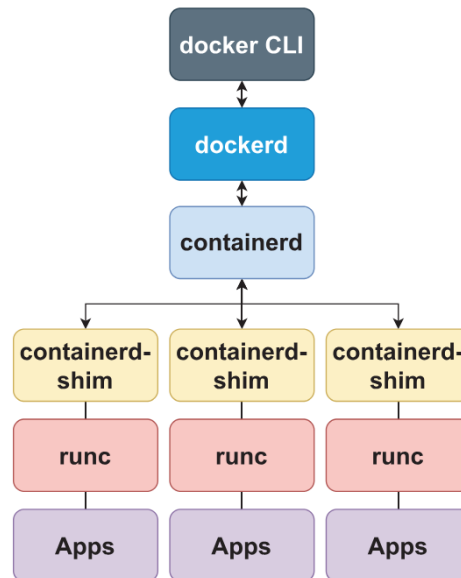 docker CLI
dockerd
containerd
containerd-
shim
containerd-
shim
containerd-
shim
runc
runc
runc
Apps
Apps
Apps